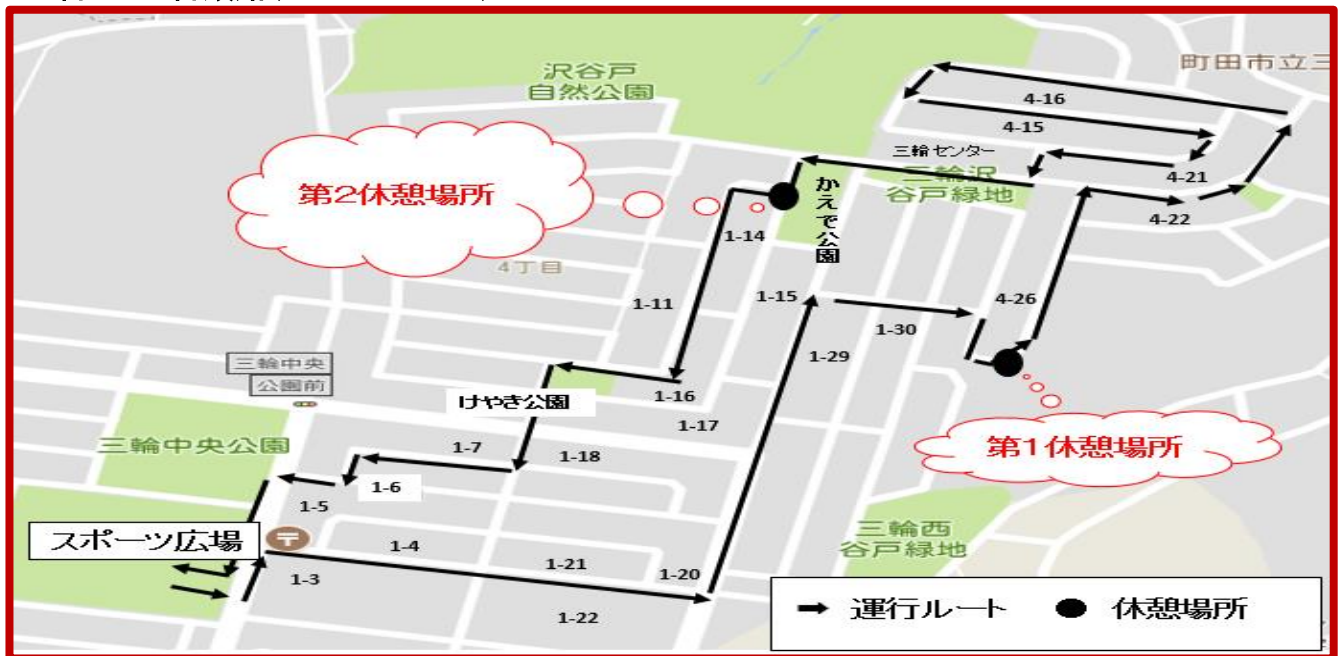 沢谷戸
自然公園
町田市立三
4-16
4-15
三輪センター
三輪沢
谷戸緑地
4-21
4-22
第2休憩場所
かえで公園
1-14
4丁目
1-11
1-15
4-26
1-30
1-29
三輪中央
公園前
けやき公園
1-16
1-17
第1休憩場所
三輪中央公園
1-7
1-18
1-6
1-5
スポーツ広場
〒
1-4
1-3
1-21
1-20
1-22
三輪西
谷戸緑地
運行ルート 休憩場所